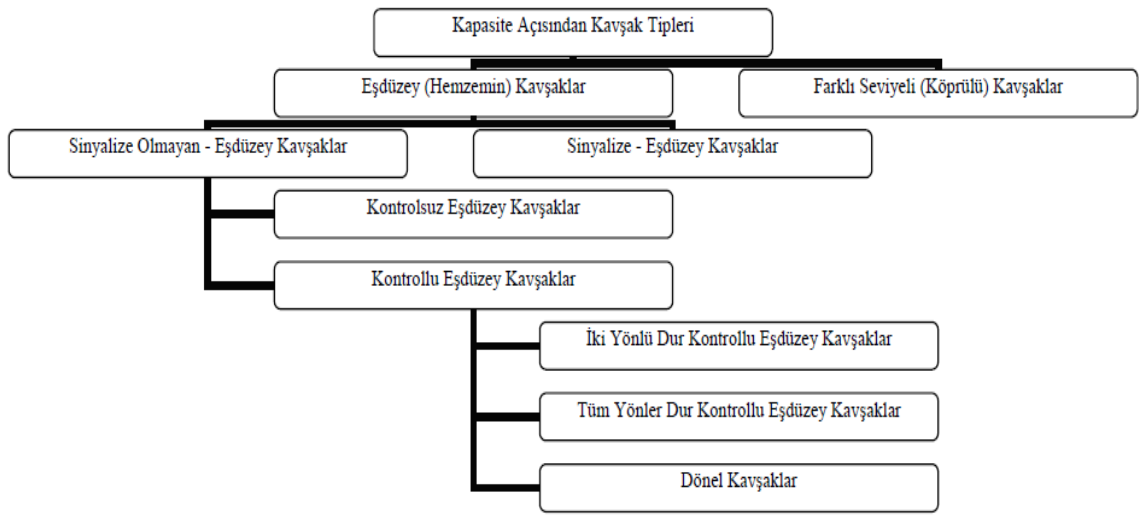 Kapasite Açısından Kavşak Tipleri
Eşdüzey (Hemzemin) Kavşaklar
Farklı Seviyeli (Köprülü) Kavşaklar
Sinyalize Olmayan - Eşdüzey Kavşaklar
Sinyalize - Eşdüzey Kavşaklar
Kontrolsuz Eşdüzey Kavşaklar
Kontrollu Eşdüzey Kavşaklar
İki Yönlü Dur Kontrollu Eşdüzey Kavşaklar
Tüm Yönler Dur Kontrollu Eşdüzey Kavşaklar
Dönel Kavşaklar